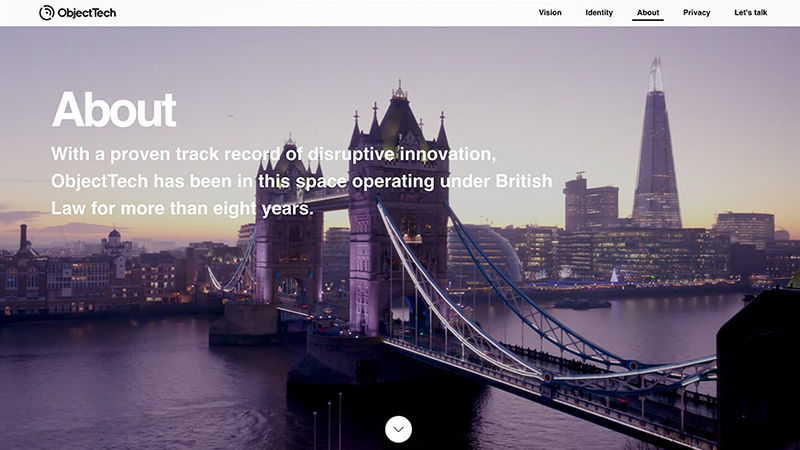 ObjectTech
Vision
Identity
About
Privacy
Let's talk
About
With a proven track record of disruptive innovation,
ObjectTech has been in this space operating under British
Law for more than eight years.